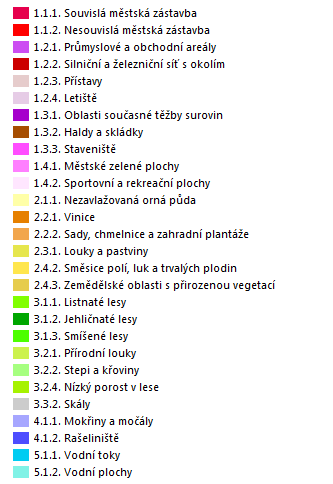 1.1.1. Souvislá městská zástavba
1.1.2. Nesouvislá městská zástavba
1.2.1. Průmyslové a obchodní areály
1.2.2. Silniční a železniční síť s okolím
1.2.3. Přístavy
1.2.4. Letiště
1.3.1. Oblasti současné těžby surovin
1.3.2. Haldy a skládky
1.3.3. Staveniště
1.4.1. Městské zelené plochy
1.4.2. Sportovní a rekreační plochy
2.1.1. Nezavlažovaná orná půda
2.2.1. Vinice
2.2.2. Sady, chmelnice a zahradní plantáže
2.3.1. Louky a pastviny
2.4.2. Směsice polí, luk a trvalých plodin
2.4.3. Zemědělské oblasti s přirozenou vegetací
3.1.1. Listnaté lesy
3.1.2. Jehličnaté lesy
3.1.3. Smíšené lesy
3.2.1. Přírodní louky
3.2.2. Stepi a křoviny
3.2.4. Nízký porost v lese
3.3.2. Skály
4.1.1. Mokřiny a močály
4.1.2. Rašeliniště
5.1.1. Vodní toky
5.1.2. Vodní plochy